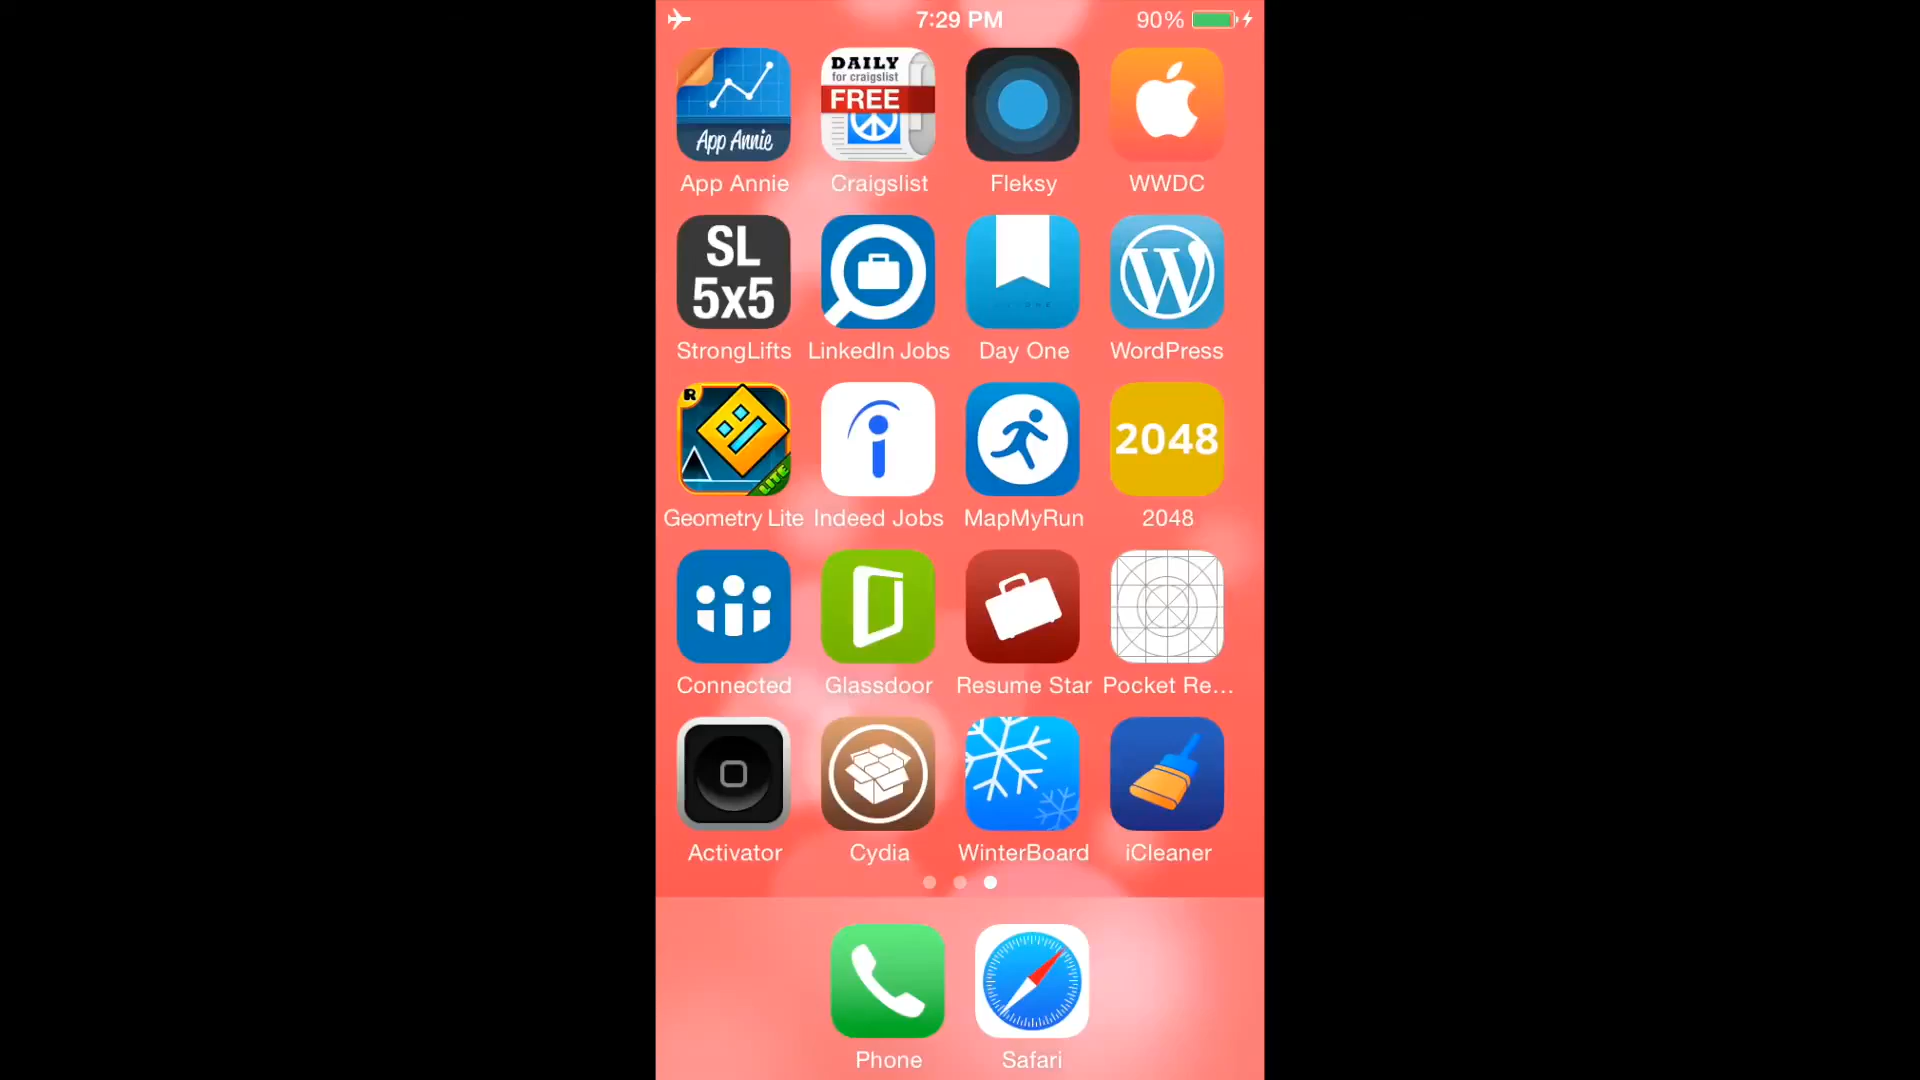 7:29 PM
90%
App Annie
DAILY
for craigslist
FREE
App Annie
Craigslist
Fleksy
WWDC
SL
5x5
StrongLifts
LinkedIn Jobs
Day One
WordPress
R
LITE
2048
Geometry Lite
Indeed Jobs
MapMyRun
2048
Connected
Glassdoor
Resume Star
Pocket Re...
Activator
Cydia
WinterBoard
iCleaner
Phone
Safari